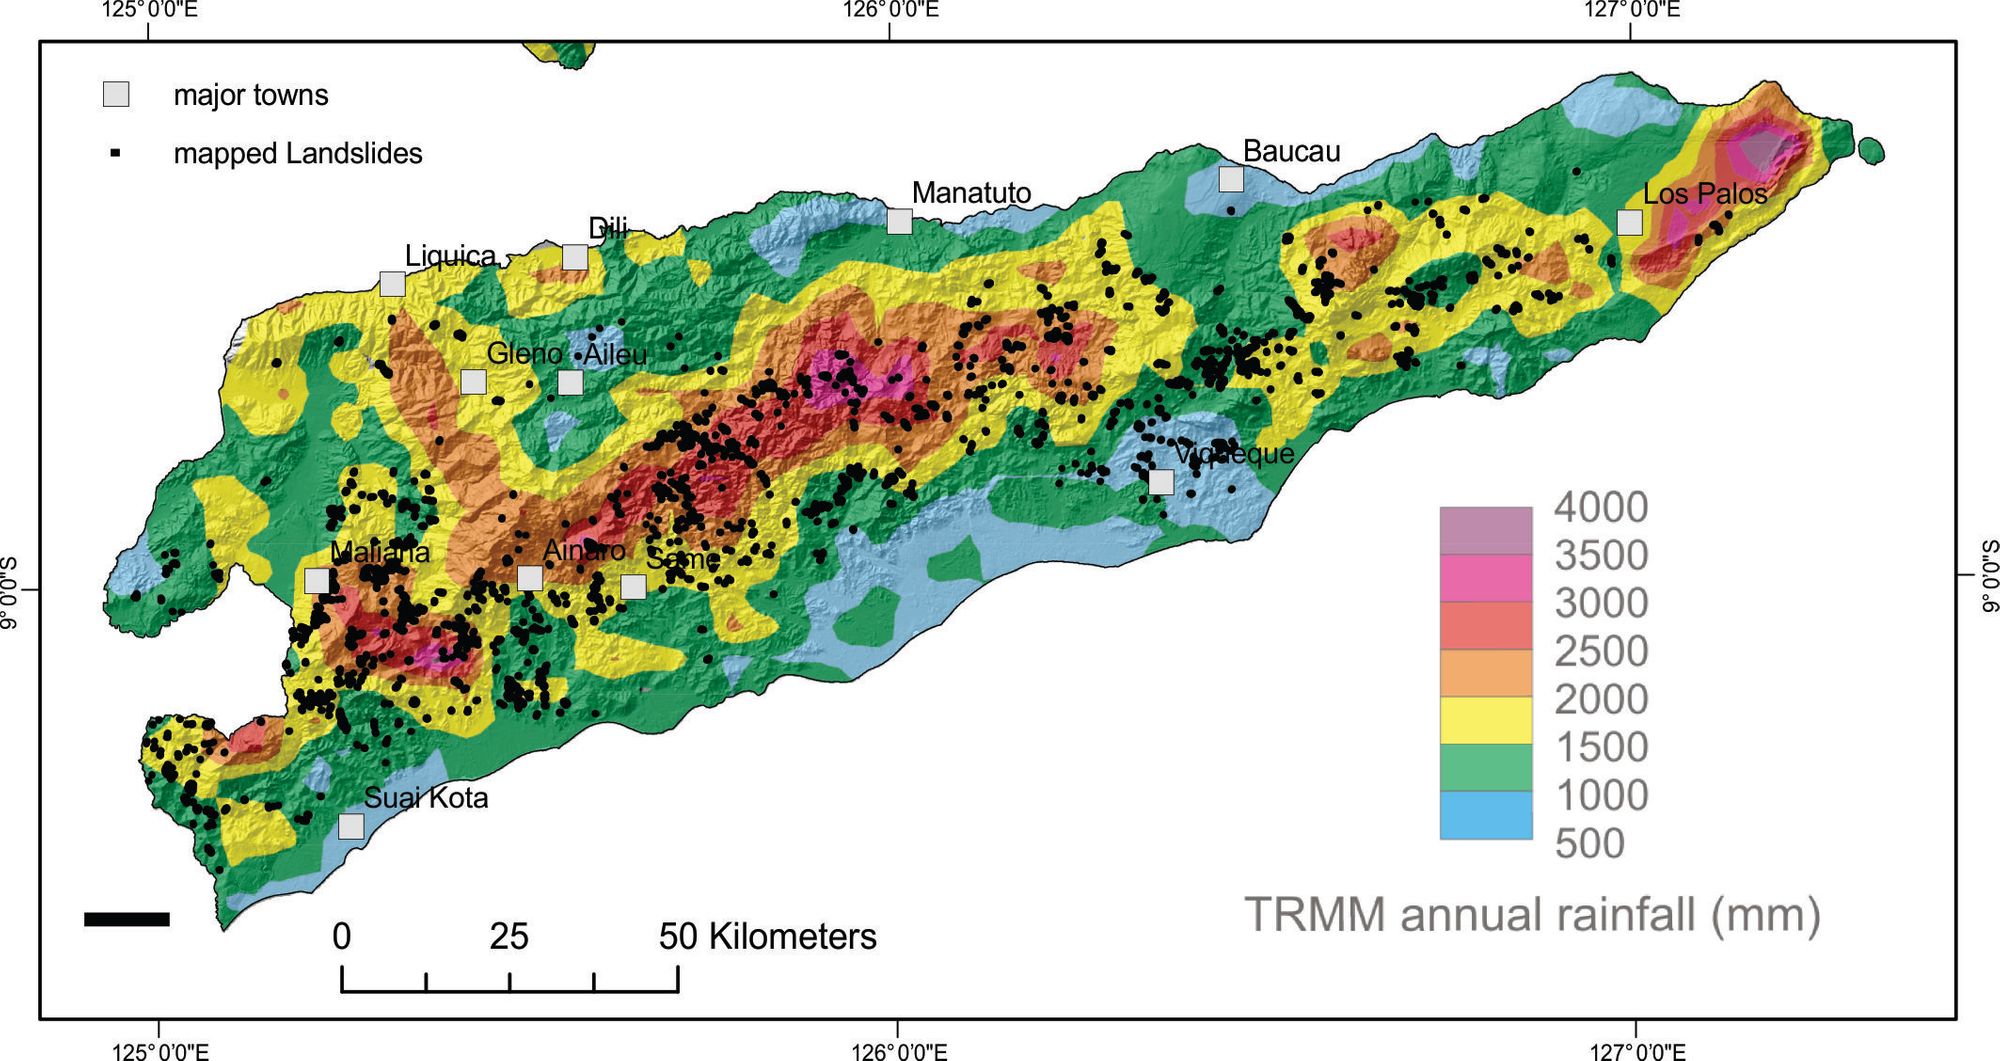 125°0'0"E 126°0'0"E 127°0'0"E
major towns
mapped Landslides
Baucau
Manatuto
Los Palos
Dili
Liquica
Gleno Aileu
Viqueque
Maliana Ainaro Same
9°0'0"S 9°0'0"S
Suai Kota
4000
3500
3000
2500
2000
1500
1000
500
TRMM annual rainfall (mm)
0 25 50 Kilometers
125°0'0"E 126°0'0"E 127°0'0"E